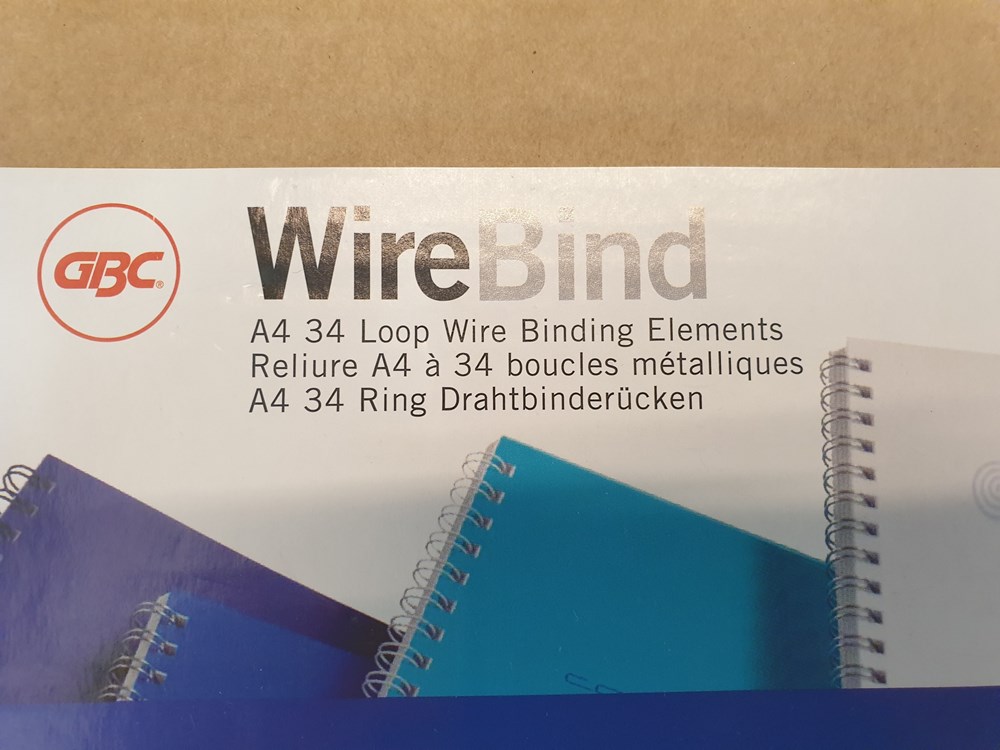 GBC®
WireBind
A4 34 Loop Wire Binding Elements
Reliure A4 à 34 boucles métalliques
A4 34 Ring Drahtbinderücken